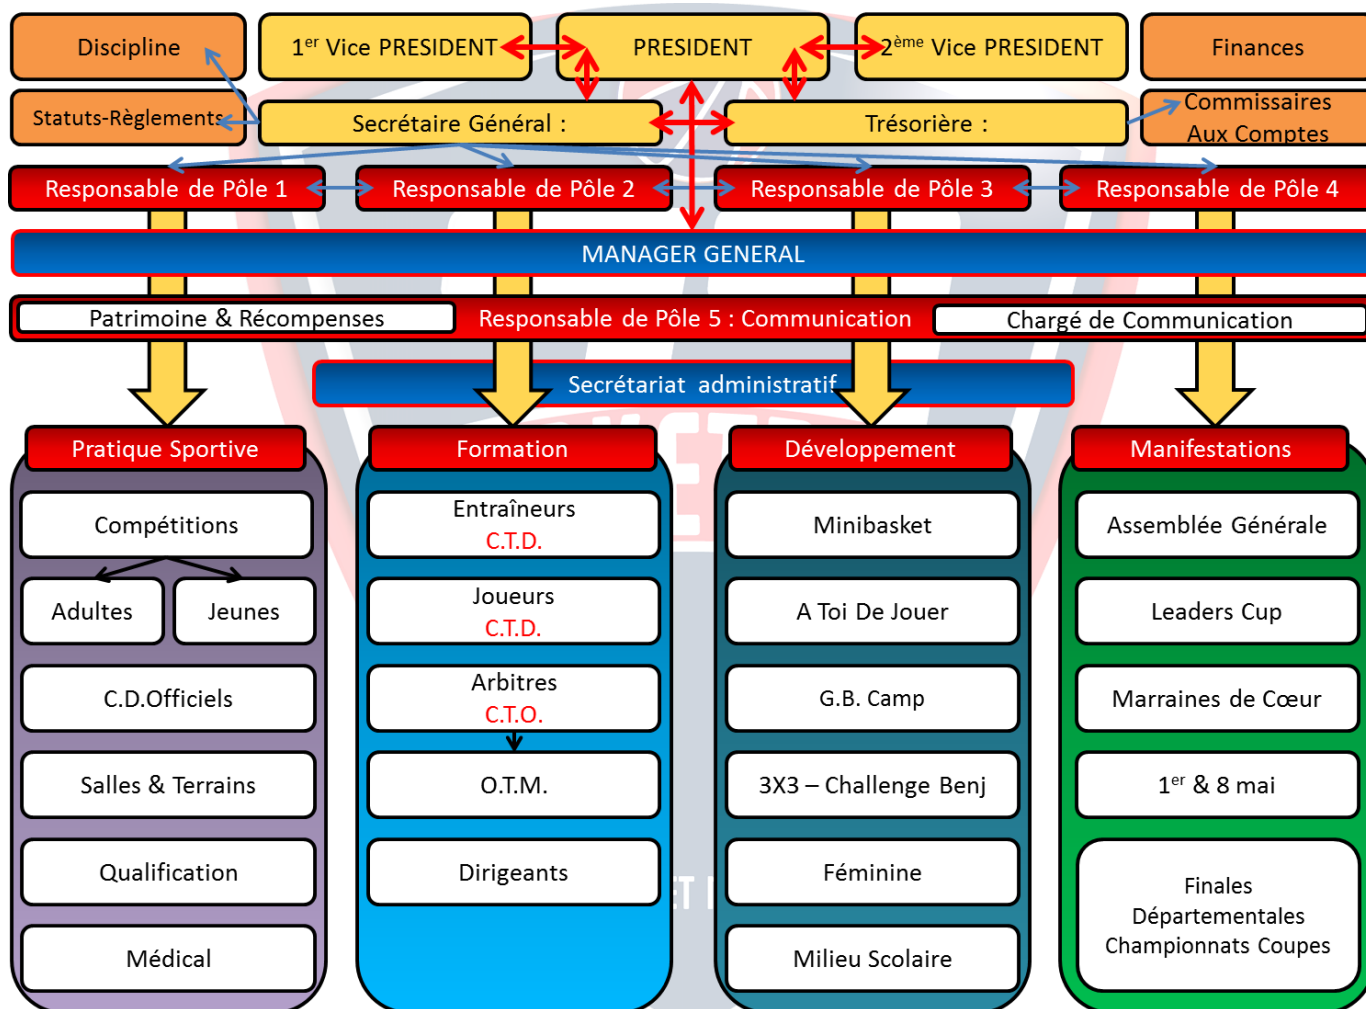 Discipline
1er Vice PRESIDENT
PRESIDENT
2ème Vice PRESIDENT
Finances
Statuts-Règlements
Secrétaire Général :
Trésorière :
Commissaires
Aux Comptes
Responsable de Pôle 1
Responsable de Pôle 2
Responsable de Pôle 3
Responsable de Pôle 4
MANAGER GENERAL
Patrimoine & Récompenses
Responsable de Pôle 5 : Communication
Chargé de Communication
Secrétariat administratif
Pratique Sportive
Compétitions
Adultes
Jeunes
C.D.Officiels
Salles & Terrains
Qualification
Médical
Formation
Entraîneurs
C.T.D.
Joueurs
C.T.D.
Arbitres
C.T.O.
O.T.M.
Dirigeants
Développement
Minibasket
A Toi De Jouer
G.B. Camp
3X3 – Challenge Benj
Féminine
Milieu Scolaire
Manifestations
Assemblée Générale
Leaders Cup
Marraines de Cœur
1er & 8 mai
Finales
Départementales
Championnats Coupes